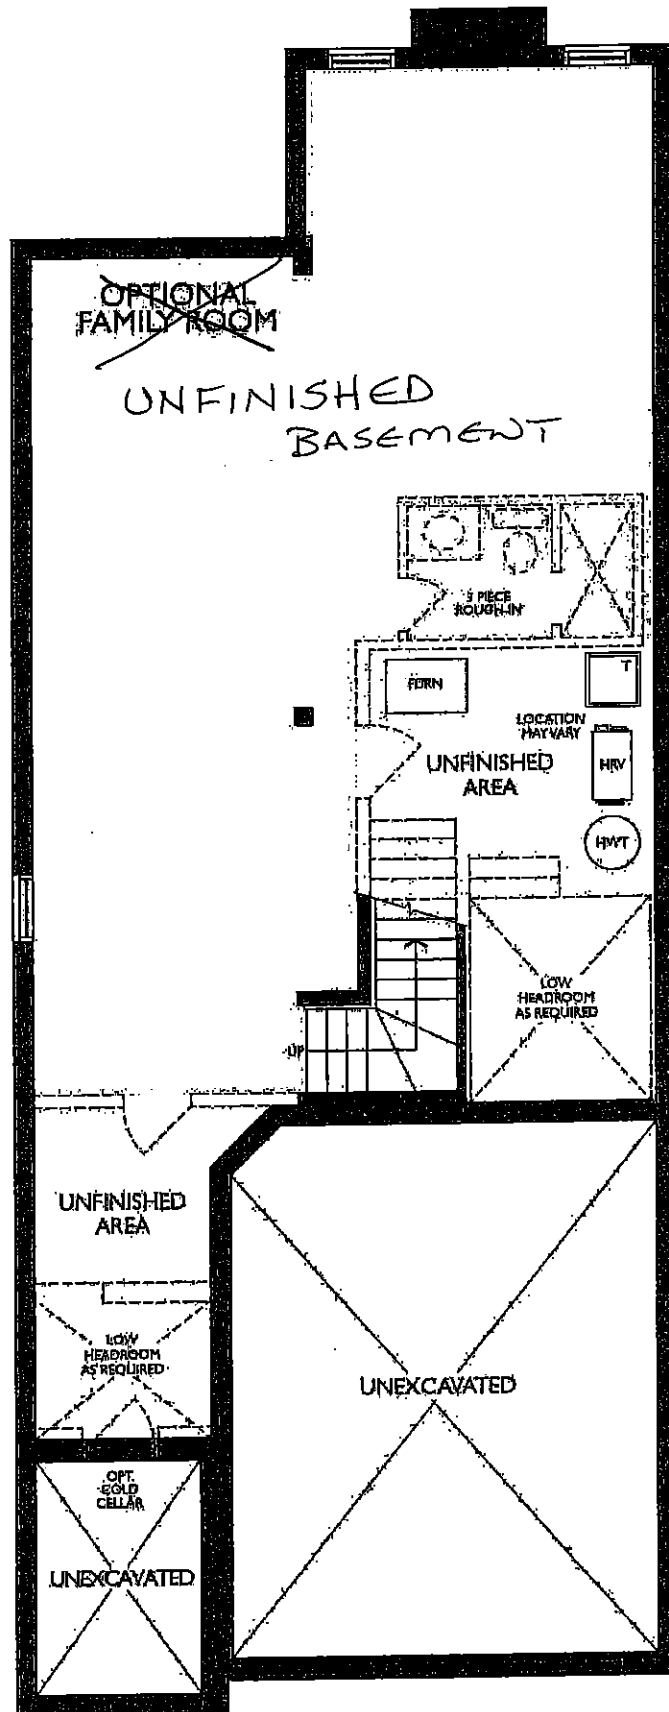 OPTIONAL
FAMILY ROOM
UNFINISHED
BASEMENT
3 PIECE
ROUGH-IN
FURN
T
LOCATION
MAY VARY
UNFINISHED
AREA
HRV
HWT
LOW
HEADROOM
AS REQUIRED
UP
UNFINISHED
AREA
LOW
HEADROOM
AS REQUIRED
UNEXCAVATED
OPT.
COLD
CELLAR
UNEXCAVATED